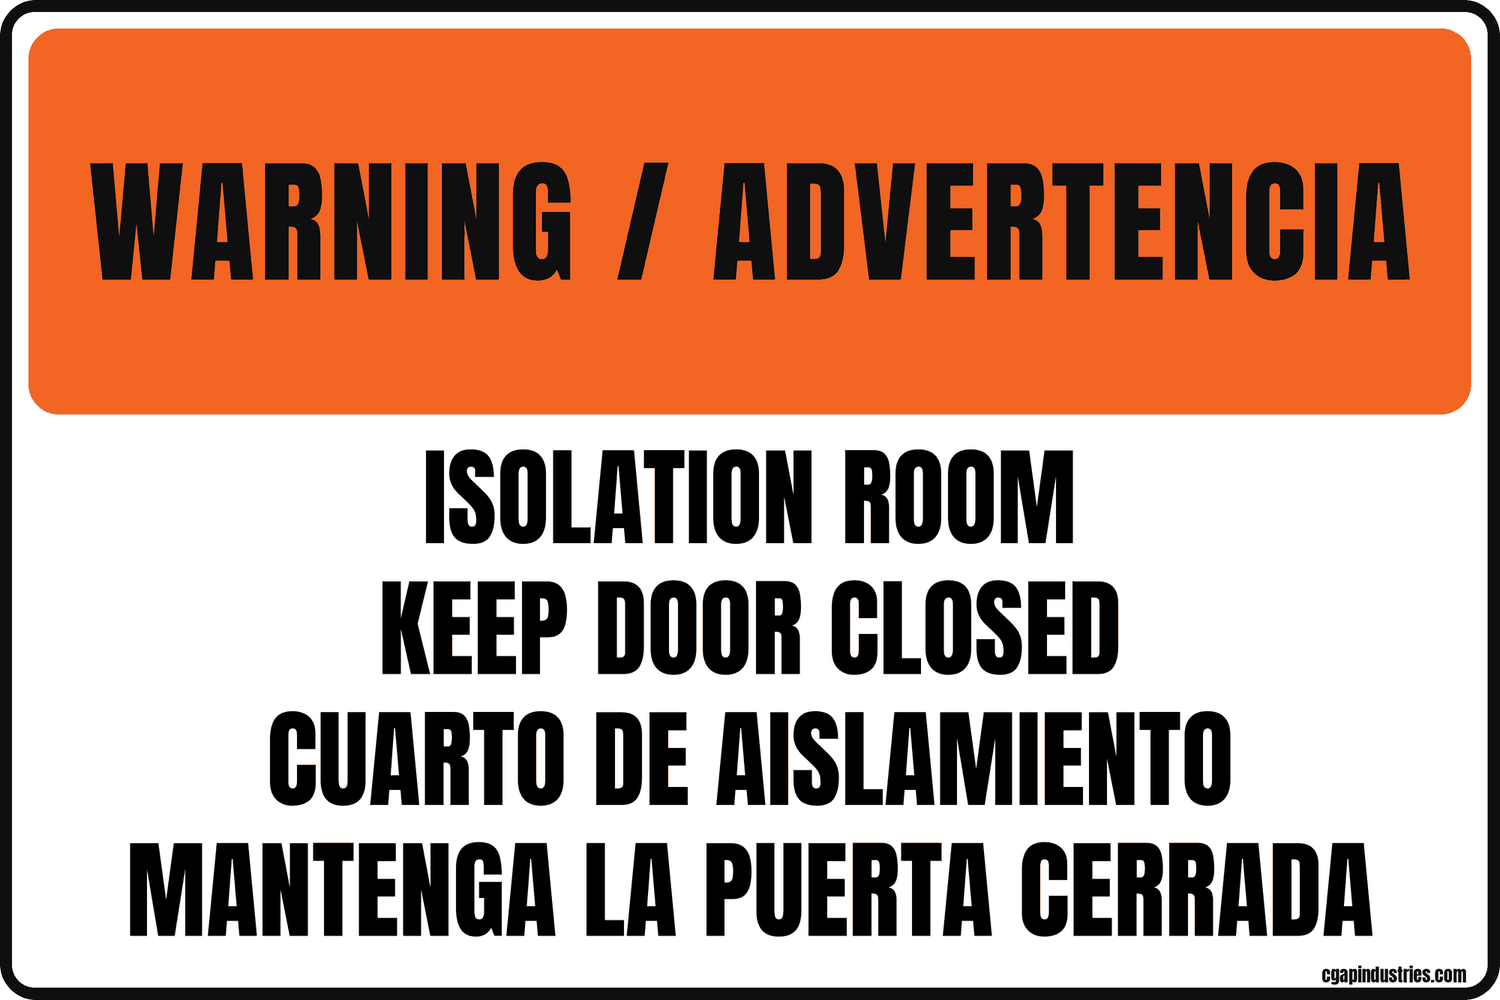 WARNING / ADVERTENCIA
ISOLATION ROOM
KEEP DOOR CLOSED
CUARTO DE AISLAMIENTO
MANTENGA LA PUERTA CERRADA
cgapindustries.com